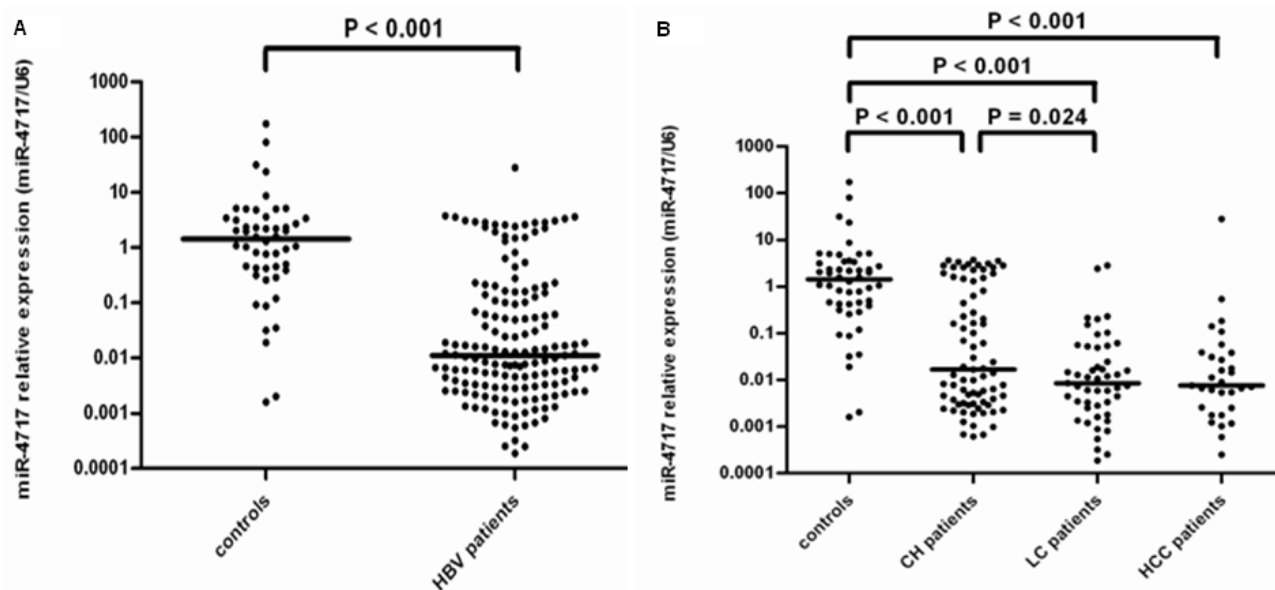 A
P < 0.001
miR-4717 relative expression (miR-4717/U6)
1000
100
10
1
0.1
0.01
0.001
0.0001
controls
HBV patients
B
P < 0.001
P < 0.001
P < 0.001
P = 0.024
miR-4717 relative expression (miR-4717/U6)
1000
100
10
1
0.1
0.01
0.001
0.0001
controls
CH patients
LC patients
HCC patients